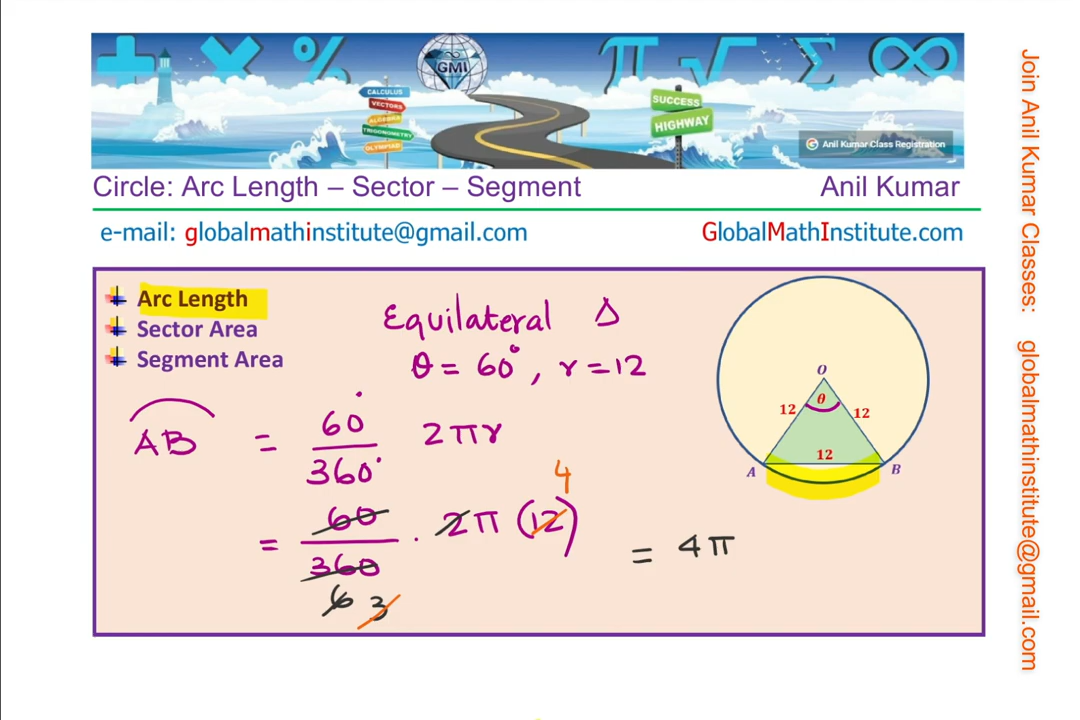 GMI
CALCULUS
VECTORS
ALGEBRA
TRIGONOMETRY
OLYMPIAD
SUCCESS
HIGHWAY
G Anil Kumar Class Registration
+ × % π √ Σ ∞
Circle: Arc Length – Sector – Segment
Anil Kumar
e-mail: globalmathinstitute@gmail.com
GlobalMathInstitute.com
Join Anil Kumar Classes: globalmathinstitute@gmail.com
Arc Length
Sector Area
Segment Area
Equilateral Δ
θ = 60°, r = 12
AB = 60° / 360° 2πr
= 60 / 360 · 2π (12) 4
6 3
= 4π
O
θ
12 12
12
A B